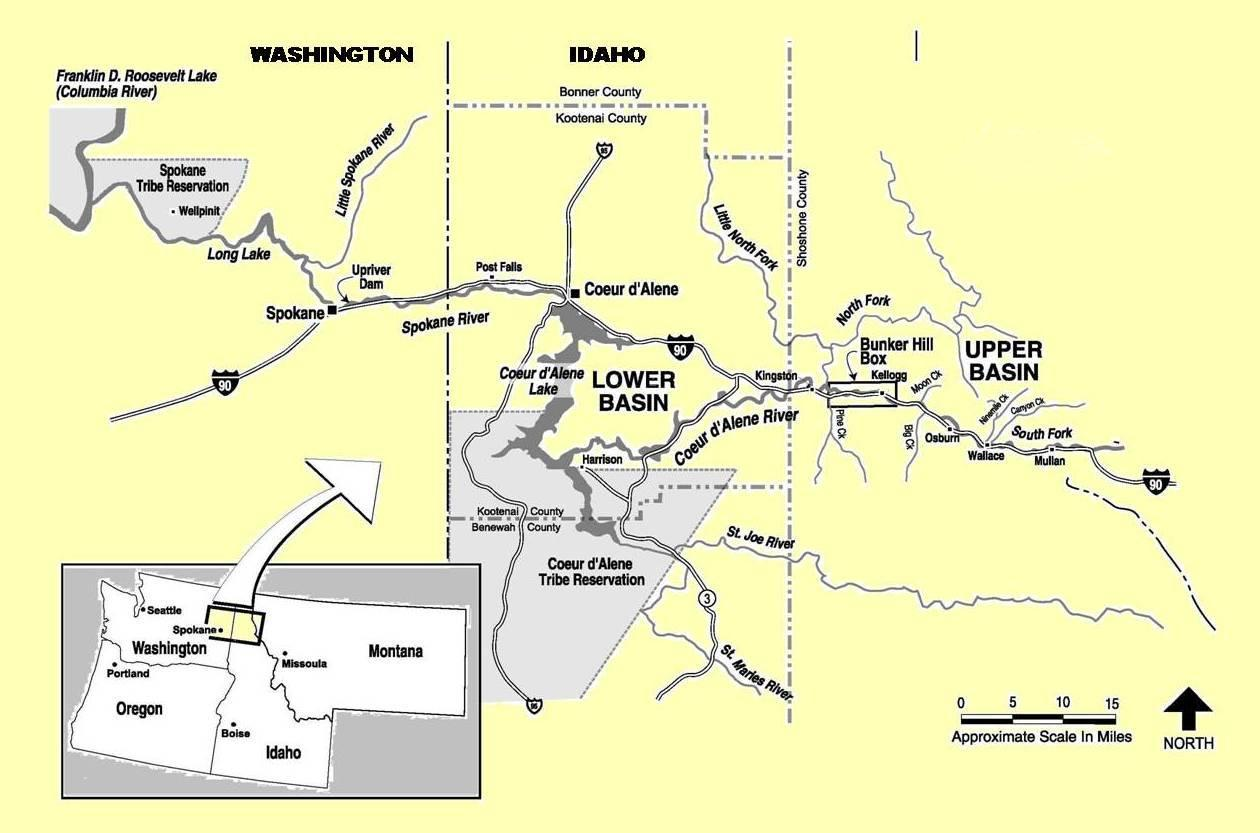 WASHINGTON
IDAHO
Franklin D. Roosevelt Lake
(Columbia River)
Bonner County
Kootenai County
Little Spokane River
95
Spokane
Tribe Reservation
Wellpinit
Shoshone County
Little North Fork
Long Lake
Upriver
Dam
Post Falls
Coeur d'Alene
Spokane
Spokane River
North Fork
90
Bunker Hill
Box
UPPER
BASIN
Coeur d'Alene
Lake
LOWER
BASIN
Kingston
Kellogg
Moon Ck
90
Coeur d'Alene River
Pine Ck
Big Ck
Ninemile Ck
Canyon Ck
Osburn
South Fork
Wallace
Mullan
Harrison
90
Kootenai County
Benewah County
St. Joe River
Coeur d'Alene
Tribe Reservation
3
St. Maries River
95
Seattle
Spokane
Washington
Missoula
Montana
Portland
Oregon
Boise
Idaho
0 5 10 15
Approximate Scale In Miles
NORTH